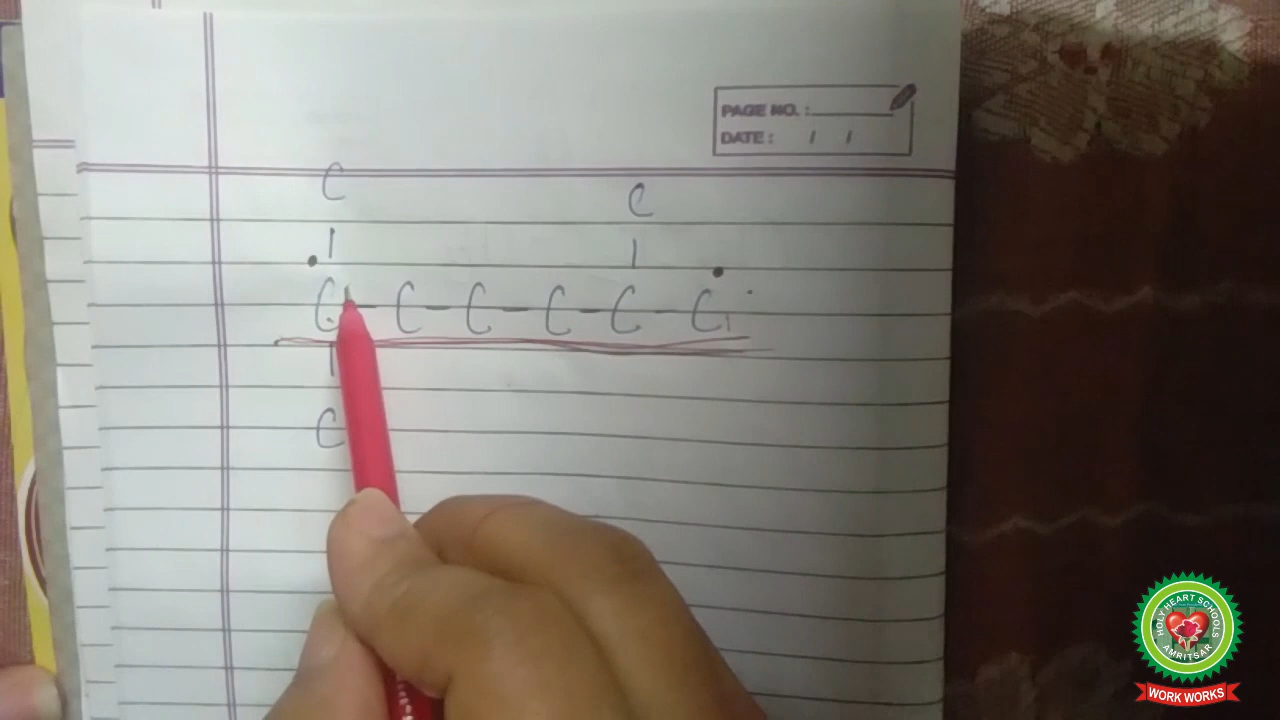 PAGE NO. :
DATE : / /
C
C
C - C - C - C - C - C
C
HOLY HEART SCHOOLS
AMRITSAR
WORK WORKS